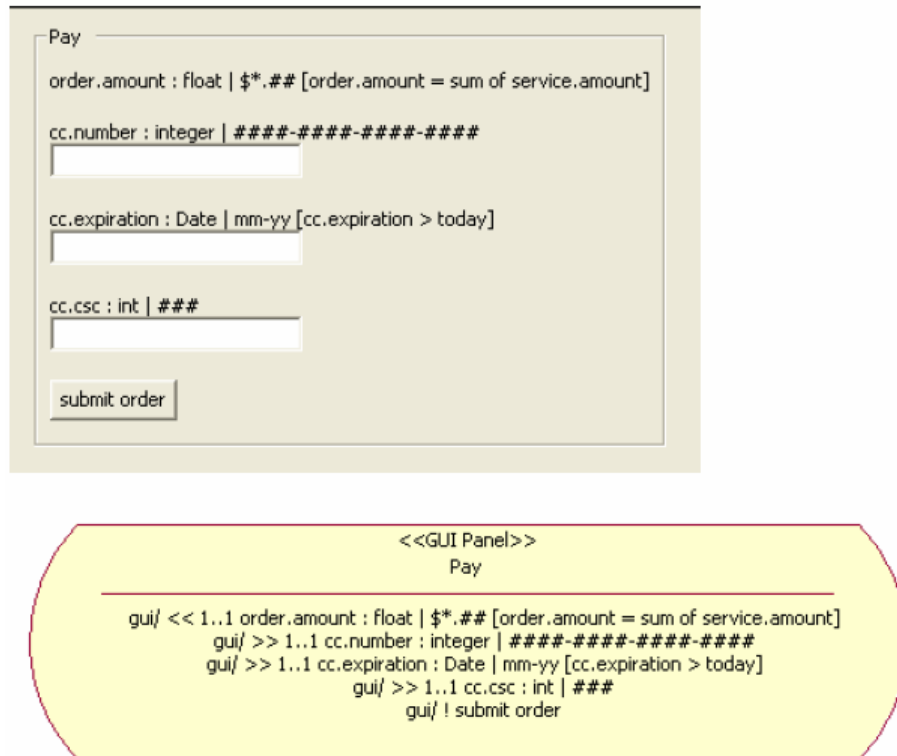 Pay
order.amount : float | $*.## [order.amount = sum of service.amount]
cc.number : integer | ####-####-####-####
cc.expiration : Date | mm-yy [cc.expiration > today]
cc.csc : int | ###
submit order
<<GUI Panel>>
Pay
gui/ << 1..1 order.amount : float | $*.## [order.amount = sum of service.amount]
gui/ >> 1..1 cc.number : integer | ####-####-####-####
gui/ >> 1..1 cc.expiration : Date | mm-yy [cc.expiration > today]
gui/ >> 1..1 cc.csc : int | ###
gui/ ! submit order